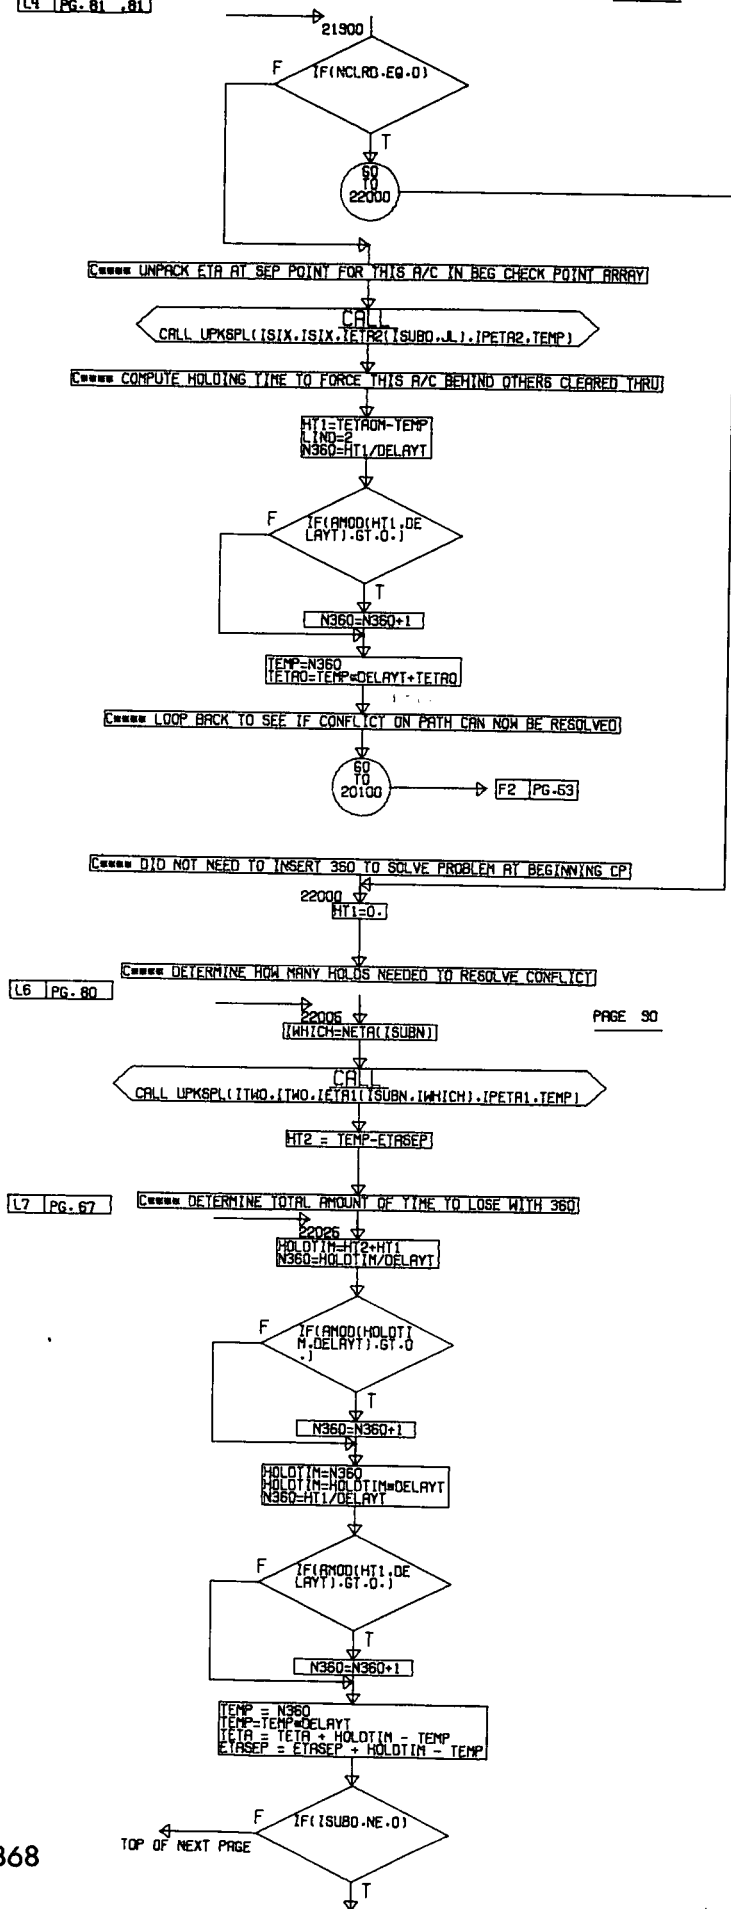 L4 PG. 81 .81
21900
F
IF(NCLRD.EQ.0)
T
GO
TO
22000
C**** UNPACK ETA AT SEP POINT FOR THIS A/C IN BEG CHECK POINT ARRAY
CALL
CALL UPKSPL(ISIX.ISIX.IETA2(ISUBO.JL).IPETA2.TEMP)
C**** COMPUTE HOLDING TIME TO FORCE THIS A/C BEHIND OTHERS CLEARED THRU
HT1=TETAOM-TEMP
LIND=2
N360=HT1/DELAYT
F
IF(AMOD(HT1.DE
LAYT).GT.0.)
T
N360=N360+1
TEMP=N360
TETAO=TEMP*DELAYT+TETAO
C**** LOOP BACK TO SEE IF CONFLICT ON PATH CAN NOW BE RESOLVED
GO
TO
20100
F2 PG.63
C**** DID NOT NEED TO INSERT 360 TO SOLVE PROBLEM AT BEGINNING CP
22000
HT1=0.
C**** DETERMINE HOW MANY HOLDS NEEDED TO RESOLVE CONFLICT
L6 PG. 80
22005
PAGE 90
IWHICH=NETA(ISUBN)
CALL
CALL UPKSPL(ITWO.ITWO.IETA1(ISUBN.IWHICH).IPETA1.TEMP)
HT2 = TEMP-ETASEP
L7 PG. 67
C**** DETERMINE TOTAL AMOUNT OF TIME TO LOSE WITH 360
22025
HOLDTIM=HT2+HT1
N360=HOLDTIM/DELAYT
F
IF(AMOD(HOLDTI
M.DELAYT).GT.0
.)
T
N360=N360+1
HOLDTIM=N360
HOLDTIM=HOLDTIM*DELAYT
N360=HT1/DELAYT
F
IF(AMOD(HT1.DE
LAYT).GT.0.)
T
N360=N360+1
TEMP = N360
TEMP=TEMP*DELAYT
TETA = TETA + HOLDTIM - TEMP
ETASEP = ETASEP + HOLDTIM - TEMP
F
IF(ISUBO.NE.0)
TOP OF NEXT PAGE
T
368